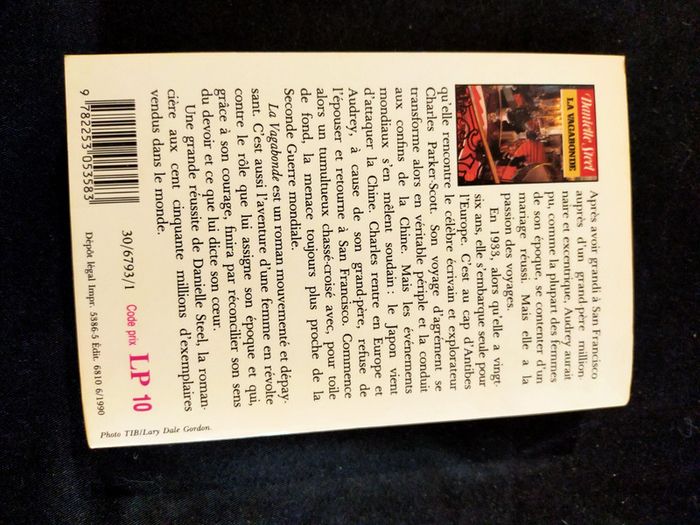 Danielle Steel
LA VAGABONDE
Après avoir grandi à San Francisco
auprès d'un grand-père million-
naire et excentrique, Audrey aurait
pu, comme la plupart des femmes
de son époque, se contenter d'un
mariage réussi. Mais elle a la
passion des voyages.
En 1933, alors qu'elle a vingt-
six ans, elle s'embarque seule pour
l'Europe. C'est au cap d'Antibes
qu'elle rencontre le célèbre écrivain et explorateur
Charles Parker-Scott. Son voyage d'agrément se
transforme alors en véritable périple et la conduit
aux confins de la Chine. Mais les événements
mondiaux s'en mêlent soudain : le Japon vient
d'attaquer la Chine. Charles rentre en Europe et
Audrey, à cause de son grand-père, refuse de
l'épouser et retourne à San Francisco. Commence
alors un tumultueux chassé-croisé avec, pour toile
de fond, la menace toujours plus proche de la
Seconde Guerre mondiale.
La Vagabonde est un roman mouvementé et dépay-
sant. C'est aussi l'aventure d'une femme en révolte
contre le rôle que lui assigne son époque et qui,
grâce à son courage, finira par réconcilier son sens
du devoir et ce que lui dicte son cœur.
Une grande réussite de Danielle Steel, la roman-
cière aux cent cinquante millions d'exemplaires
vendus dans le monde.
9 782253 053583
30/6793/1
Code prix LP 10
Dépôt légal Impr. 5386-5 Édit. 6810 6/1990
Photo TIB/Lary Dale Gordon.